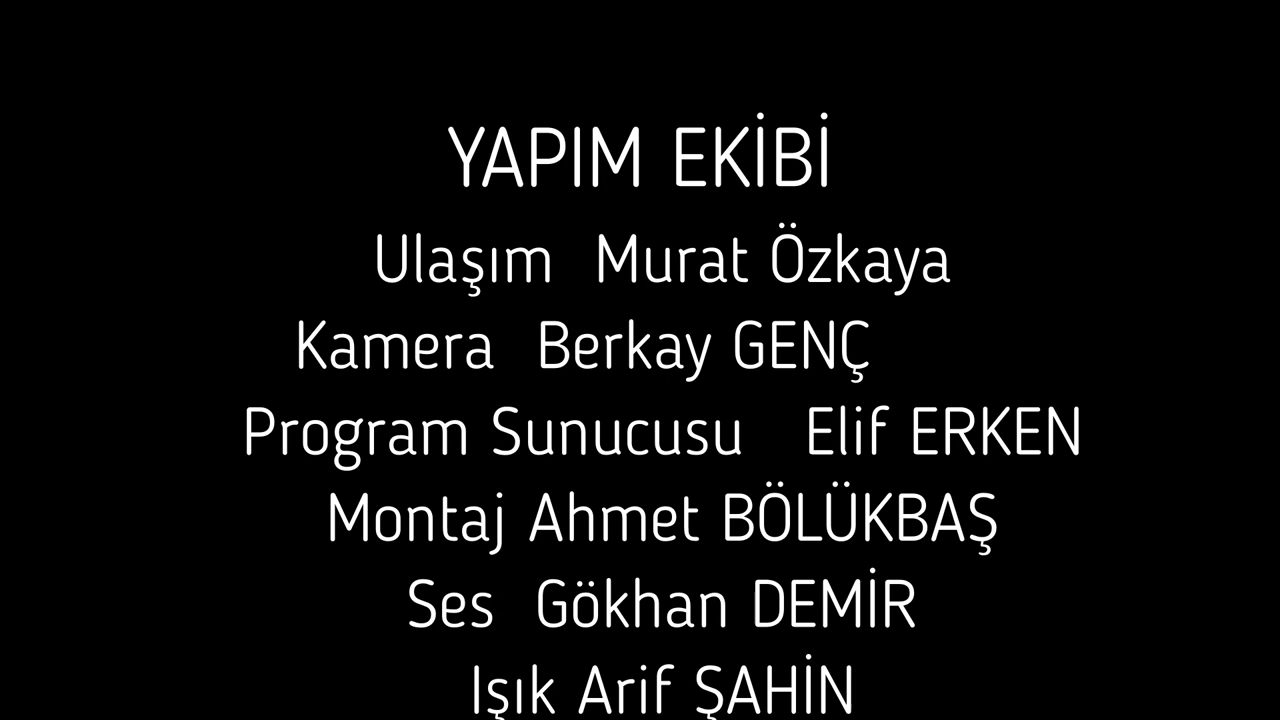 YAPIM EKİBİ
Ulaşım Murat Özkaya
Kamera Berkay GENÇ
Program Sunucusu Elif ERKEN
Montaj Ahmet BÖLÜKBAŞ
Ses Gökhan DEMİR
Işık Arif ŞAHİN